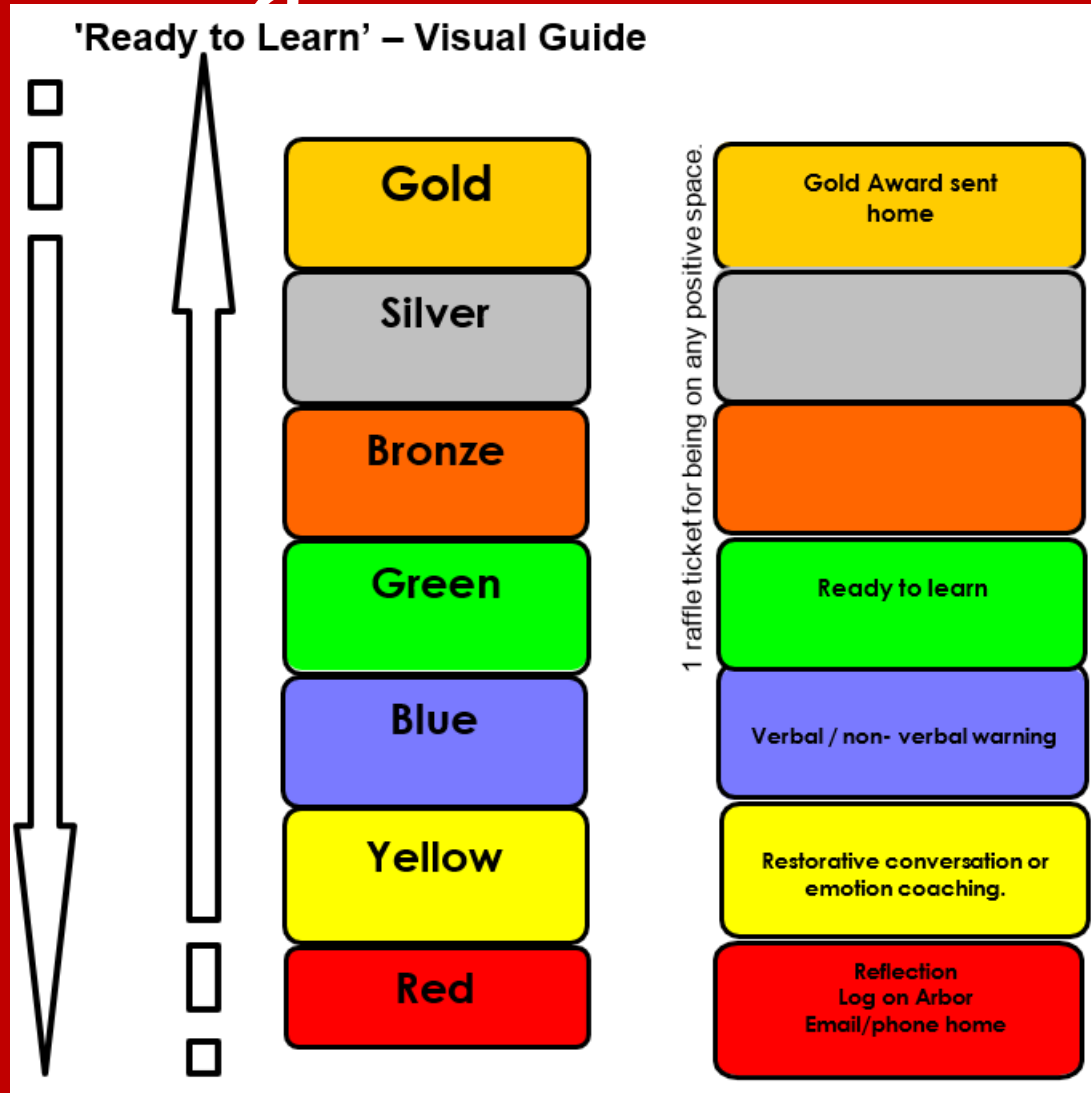 'Ready to Learn' – Visual Guide
Gold
Silver
Bronze
Green
Blue
Yellow
Red
1 raffle ticket for being on any positive space.
Gold Award sent
home
Ready to learn
Verbal / non- verbal warning
Restorative conversation or
emotion coaching.
Reflection
Log on Arbor
Email/phone home